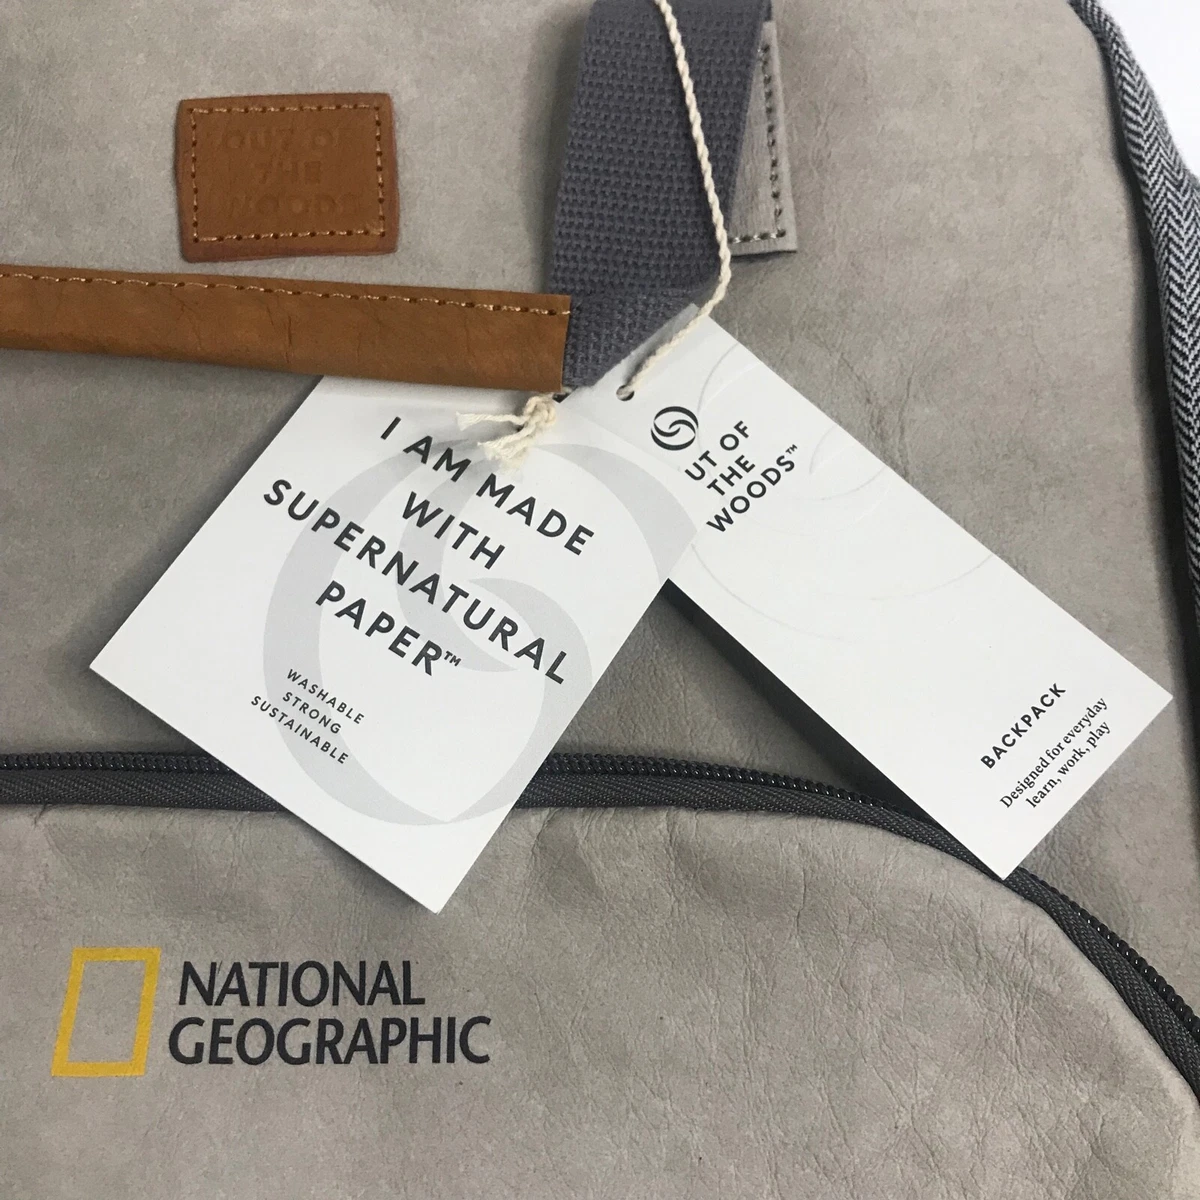 OUT OF
THE
WOODS
I AM MADE
WITH
SUPERNATURAL
PAPER™
WASHABLE
STRONG
SUSTAINABLE
OUT OF
THE
WOODS™
BACKPACK
Designed for everyday
learn, work, play
NATIONAL
GEOGRAPHIC